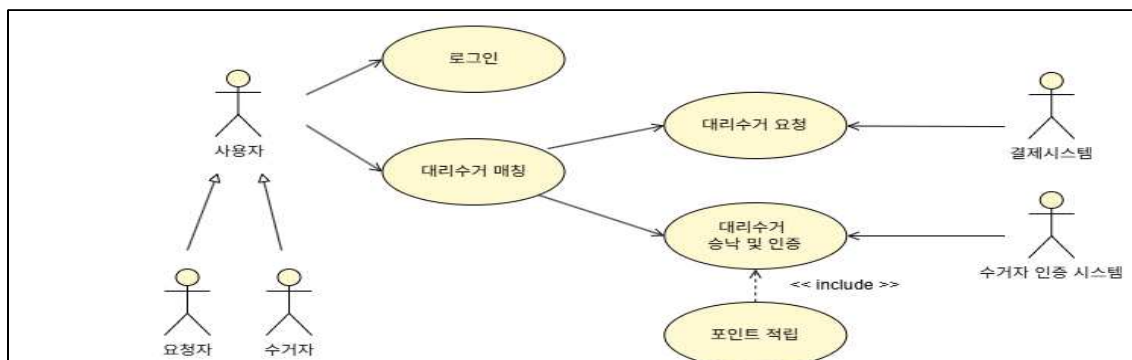 로그인
대리수거 요청
사용자
결제시스템
대리수거 매칭
대리수거
승낙 및 인증
수거자 인증 시스템
<< include >>
포인트 적립
요청자
수거자